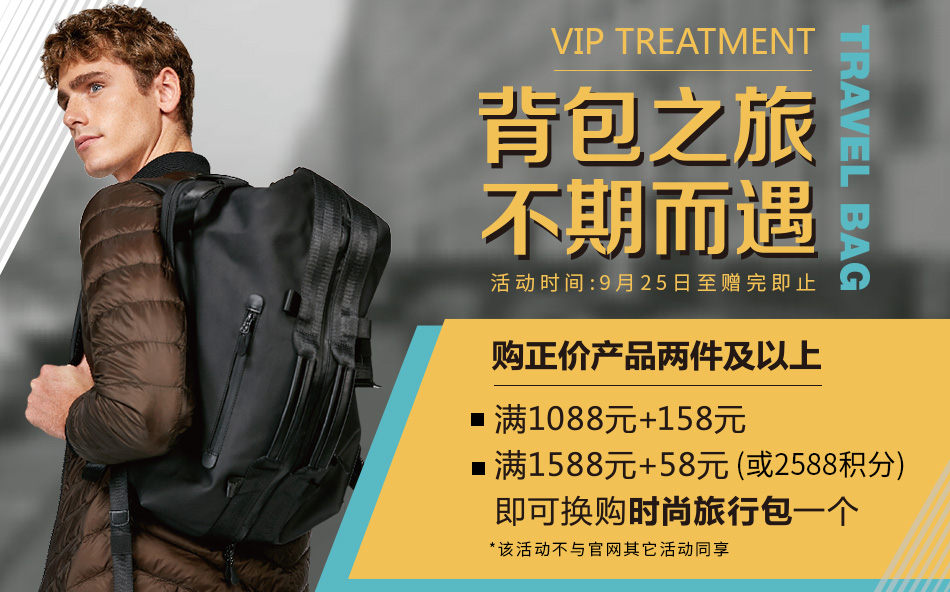 VIP TREATMENT
背包之旅
不期而遇
TRAVEL BAG
活动时间:9月25日至赠完即止
购正价产品两件及以上
满1088元+158元
满1588元+58元 (或2588积分)
即可换购时尚旅行包一个
*该活动不与官网其它活动同享